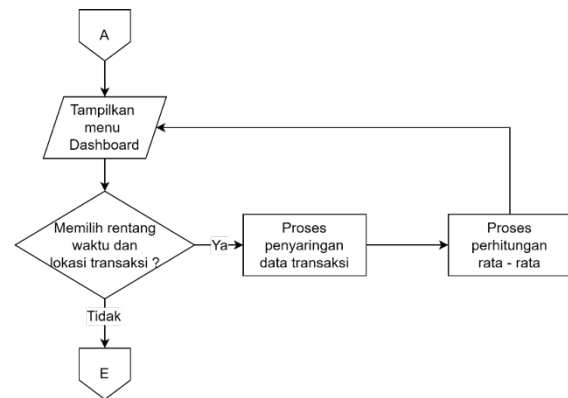 A
Tampilkan
menu
Dashboard
Memilih rentang
waktu dan
lokasi transaksi ?
Ya
Proses
penyaringan
data transaksi
Proses
perhitungan
rata - rata
Tidak
E